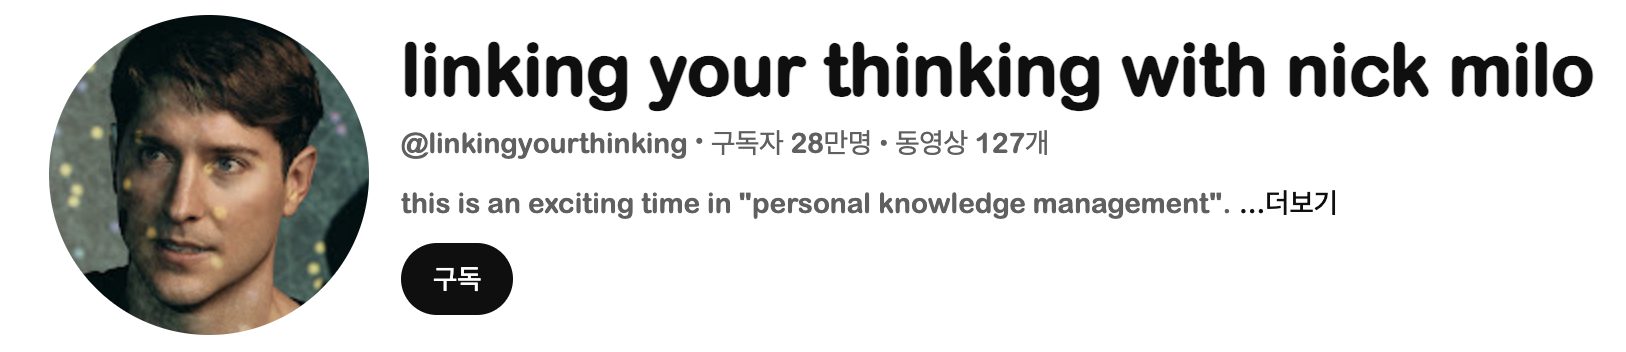 linking your thinking with nick milo
@linkingyourthinking • 구독자 28만명 • 동영상 127개
this is an exciting time in "personal knowledge management". ...더보기
구독